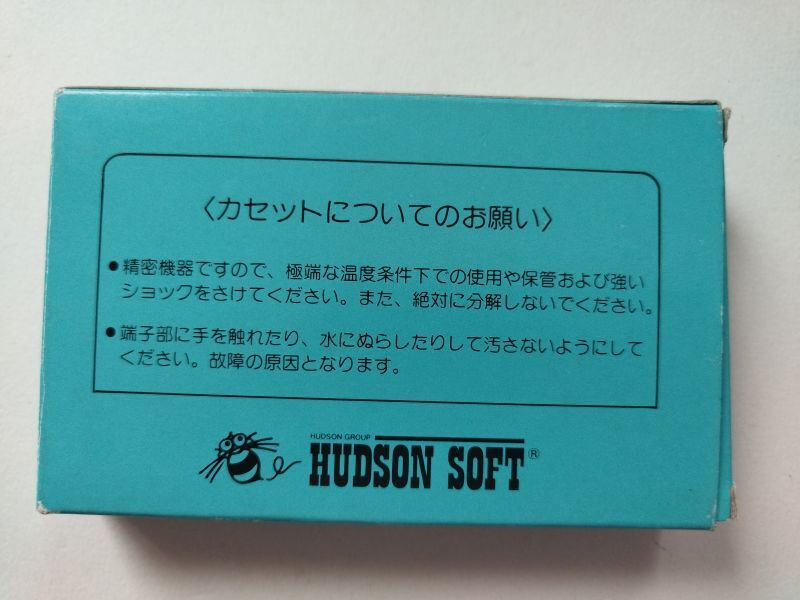 〈カセットについてのお願い〉
●精密機器ですので、極端な温度条件下での使用や保管および強い
ショックをさけてください。また、絶対に分解しないでください。
●端子部に手を触れたり、水にぬらしたりして汚さないようにして
ください。故障の原因となります。
HUDSON GROUP
HUDSON SOFT®